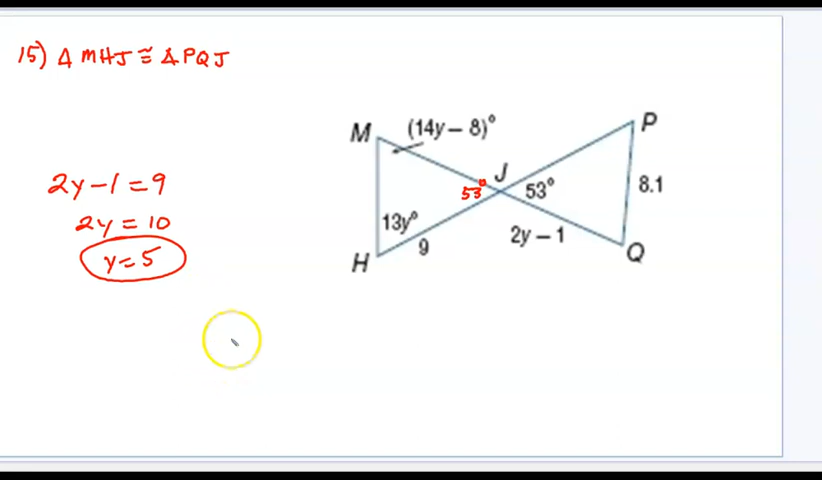 15) Δ MHJ ≅ Δ PQJ
M
(14y – 8)°
P
J
53°
53°
8.1
2y – 1 = 9
13y°
2y – 1
2y = 10
9
Q
H
y = 5